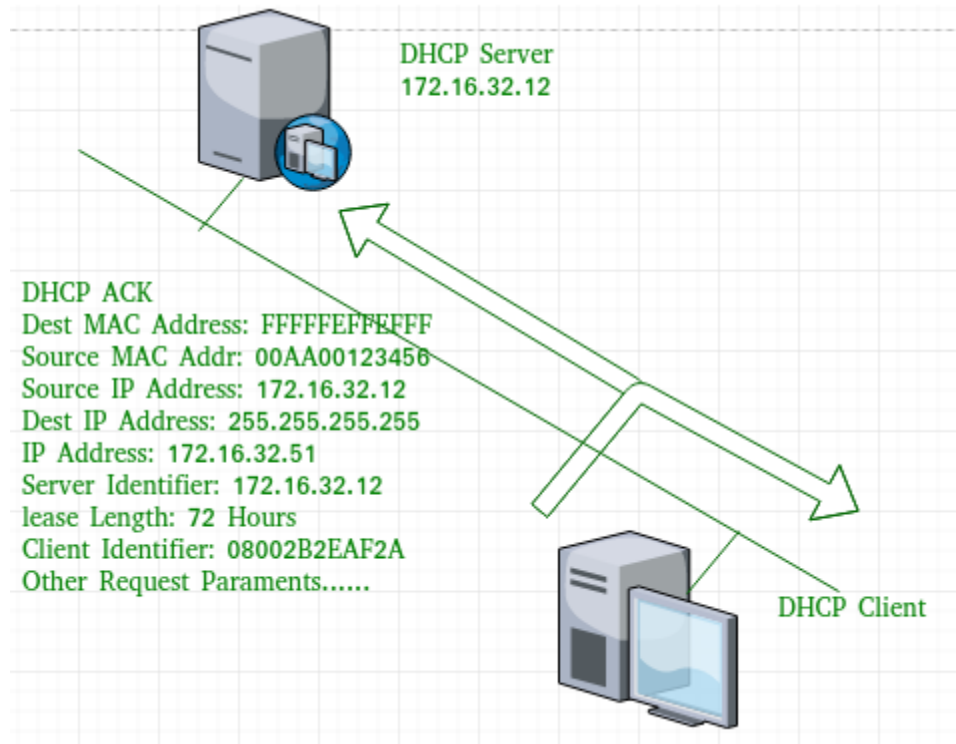 DHCP Server
172.16.32.12
DHCP ACK
Dest MAC Address: FFFFFEFFEFFF
Source MAC Addr: 00AA00123456
Source IP Address: 172.16.32.12
Dest IP Address: 255.255.255.255
IP Address: 172.16.32.51
Server Identifier: 172.16.32.12
lease Length: 72 Hours
Client Identifier: 08002B2EAF2A
Other Request Paraments......
DHCP Client